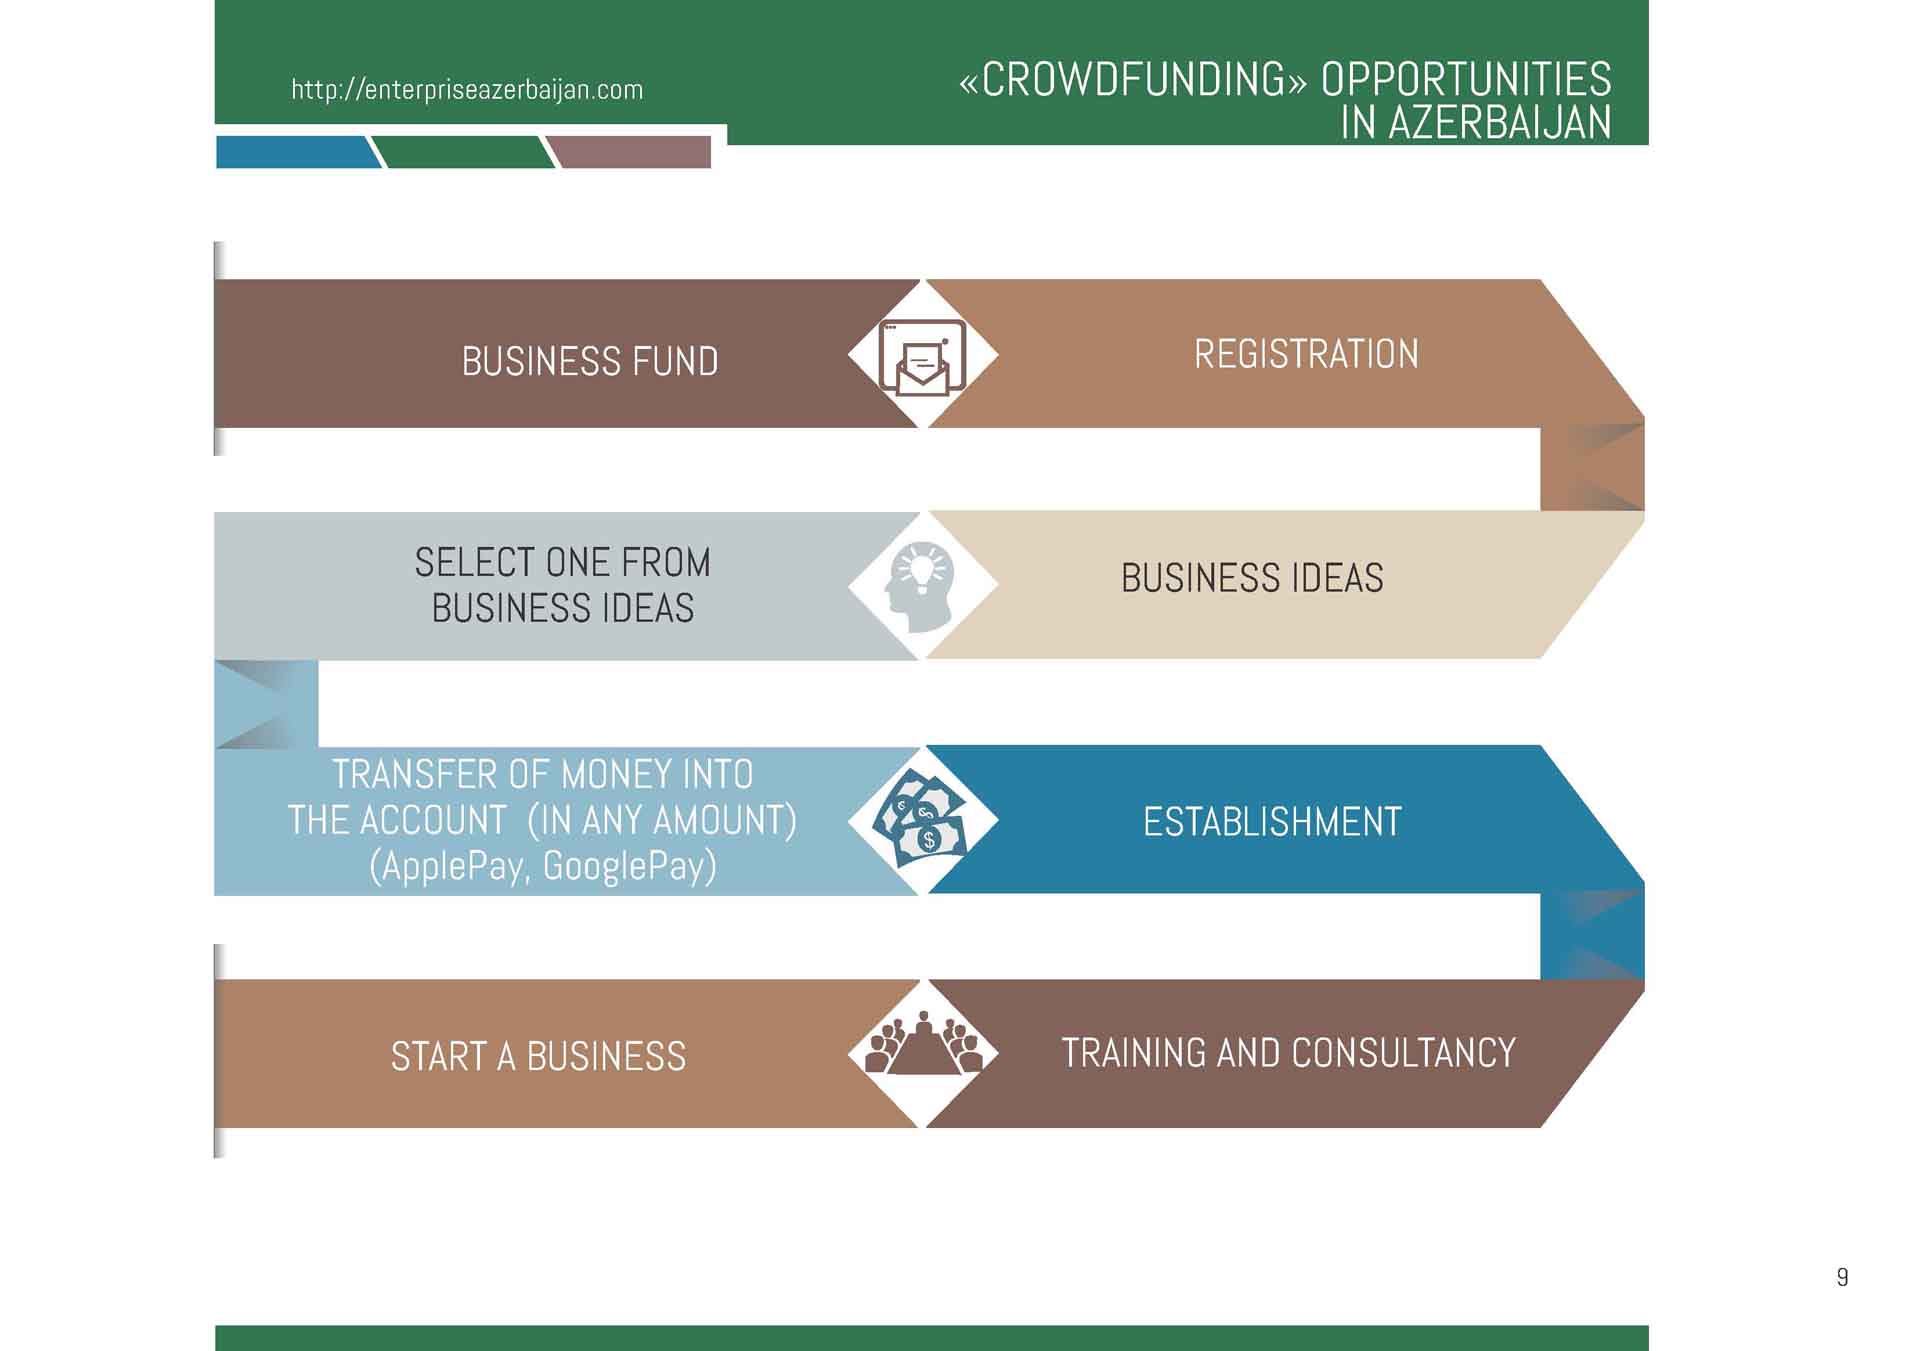 http://enterpriseazerbaijan.com
«CROWDFUNDING» OPPORTUNITIES
IN AZERBAIJAN
BUSINESS FUND
REGISTRATION
SELECT ONE FROM
BUSINESS IDEAS
BUSINESS IDEAS
TRANSFER OF MONEY INTO
THE ACCOUNT (IN ANY AMOUNT)
(ApplePay, GooglePay)
ESTABLISHMENT
START A BUSINESS
TRAINING AND CONSULTANCY
9